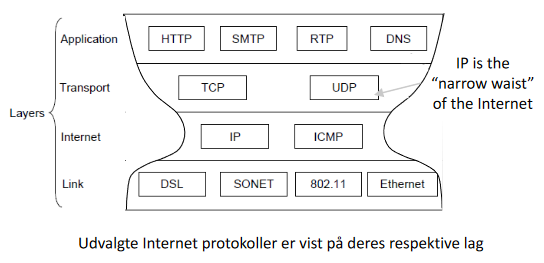 Application HTTP SMTP RTP DNS
IP is the
“narrow waist”
of the Internet
Transport TCP UDP
Layers
Internet IP ICMP
Link DSL SONET 802.11 Ethernet
Udvalgte Internet protokoller er vist på deres respektive lag